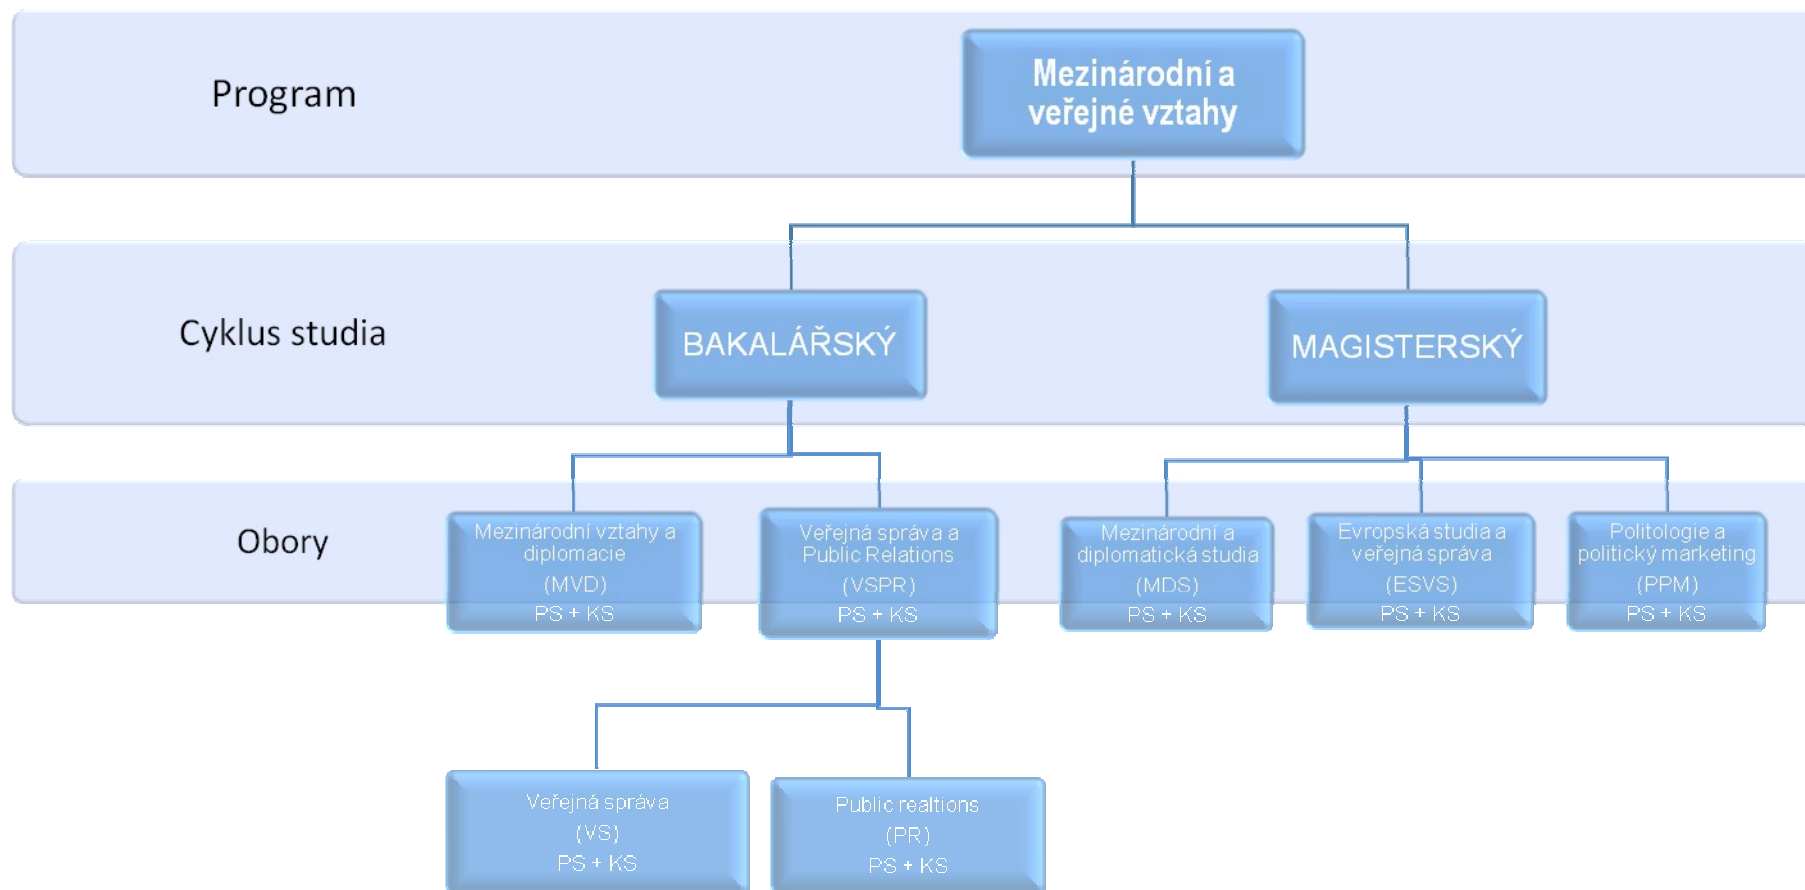 Program
Mezinárodní a
veřejné vztahy
Cyklus studia
BAKALÁŘSKÝ
MAGISTERSKÝ
Obory
Mezinárodní vztahy a
diplomacie
(MVD)
PS + KS
Veřejná správa a
Public Relations
(VSPR)
PS + KS
Mezinárodní a
diplomatická studia
(MDS)
PS + KS
Evropská studia a
veřejná správa
(ESVS)
PS + KS
Politologie a
politický marketing
(PPM)
PS + KS
Veřejná správa
(VS)
PS + KS
Public realtions
(PR)
PS + KS